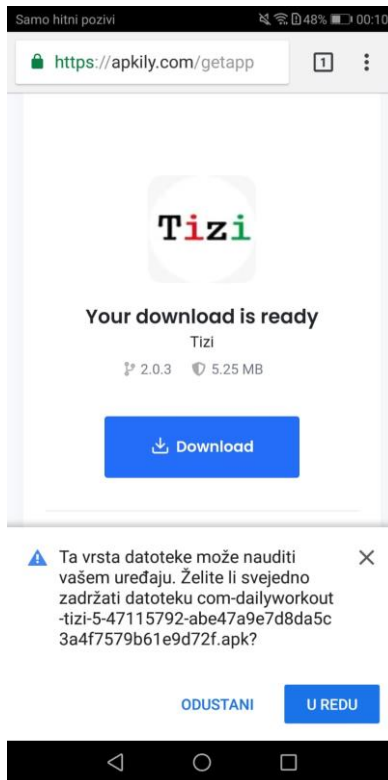 Samo hitni pozivi 48% 00:10
https://apkily.com/getapp 1
Tizi
Your download is ready
Tizi
2.0.3 5.25 MB
Download
Ta vrsta datoteke može nauditi
vašem uređaju. Želite li svejedno
zadržati datoteku com-dailyworkout
-tizi-5-47115792-abe47a9e7d8da5c
3a4f7579b61e9d72f.apk?
ODUSTANI U REDU